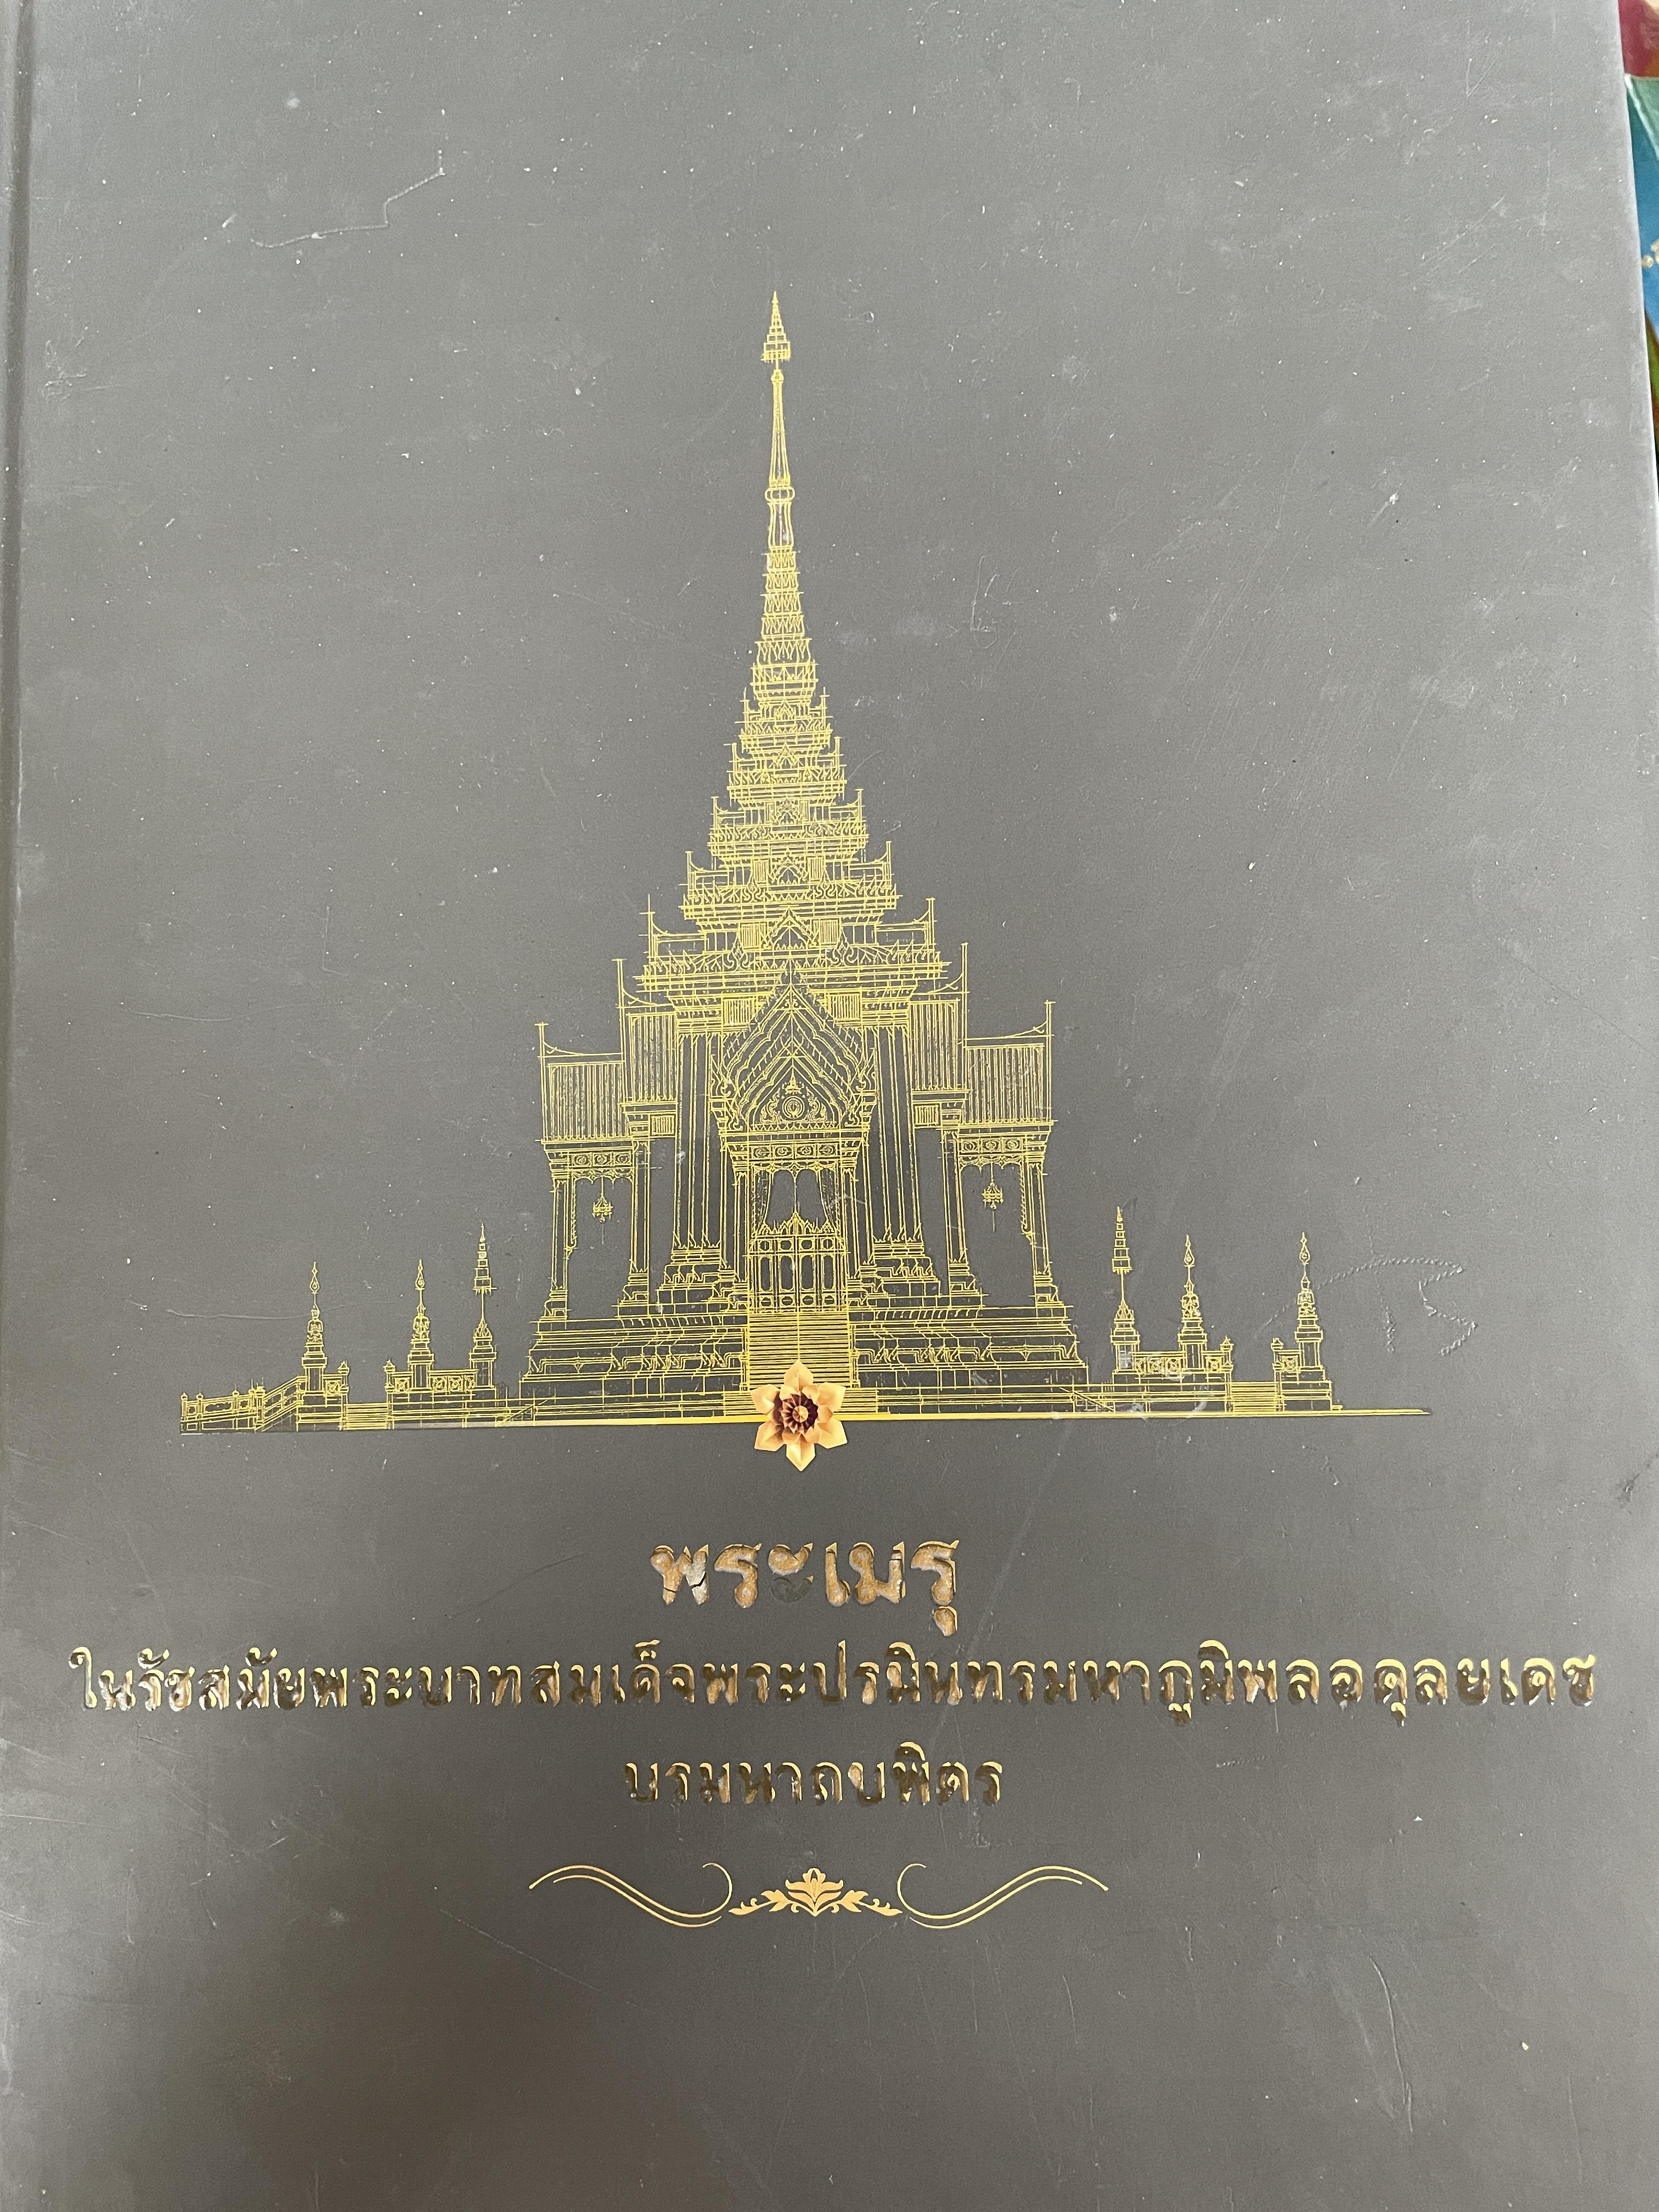 พระเมรุ
ในรัชสมัยพระบาทสมเด็จพระปรมินทรมหาภูมิพลอดุลยเดช
บรมนาถบพิตร